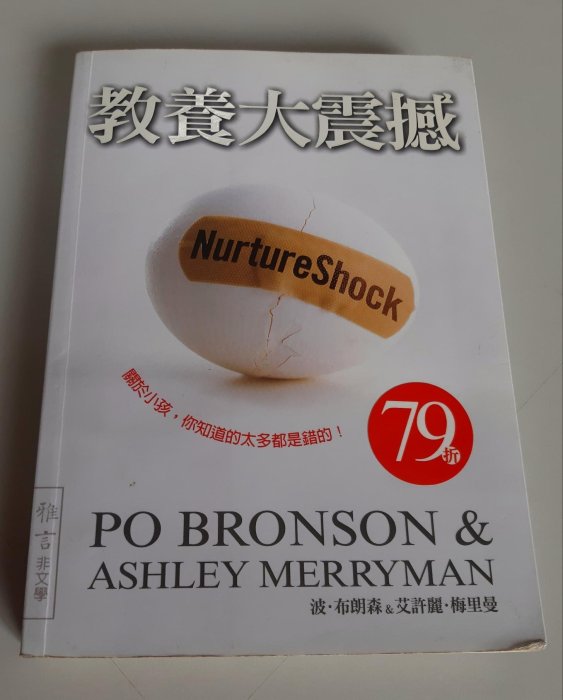 教養大震撼
NurtureShock
關於小孩，你知道的太多都是錯的！
79折
雅言
非文學
PO BRONSON &
ASHLEY MERRYMAN
波·布朗森&艾許麗·梅里曼